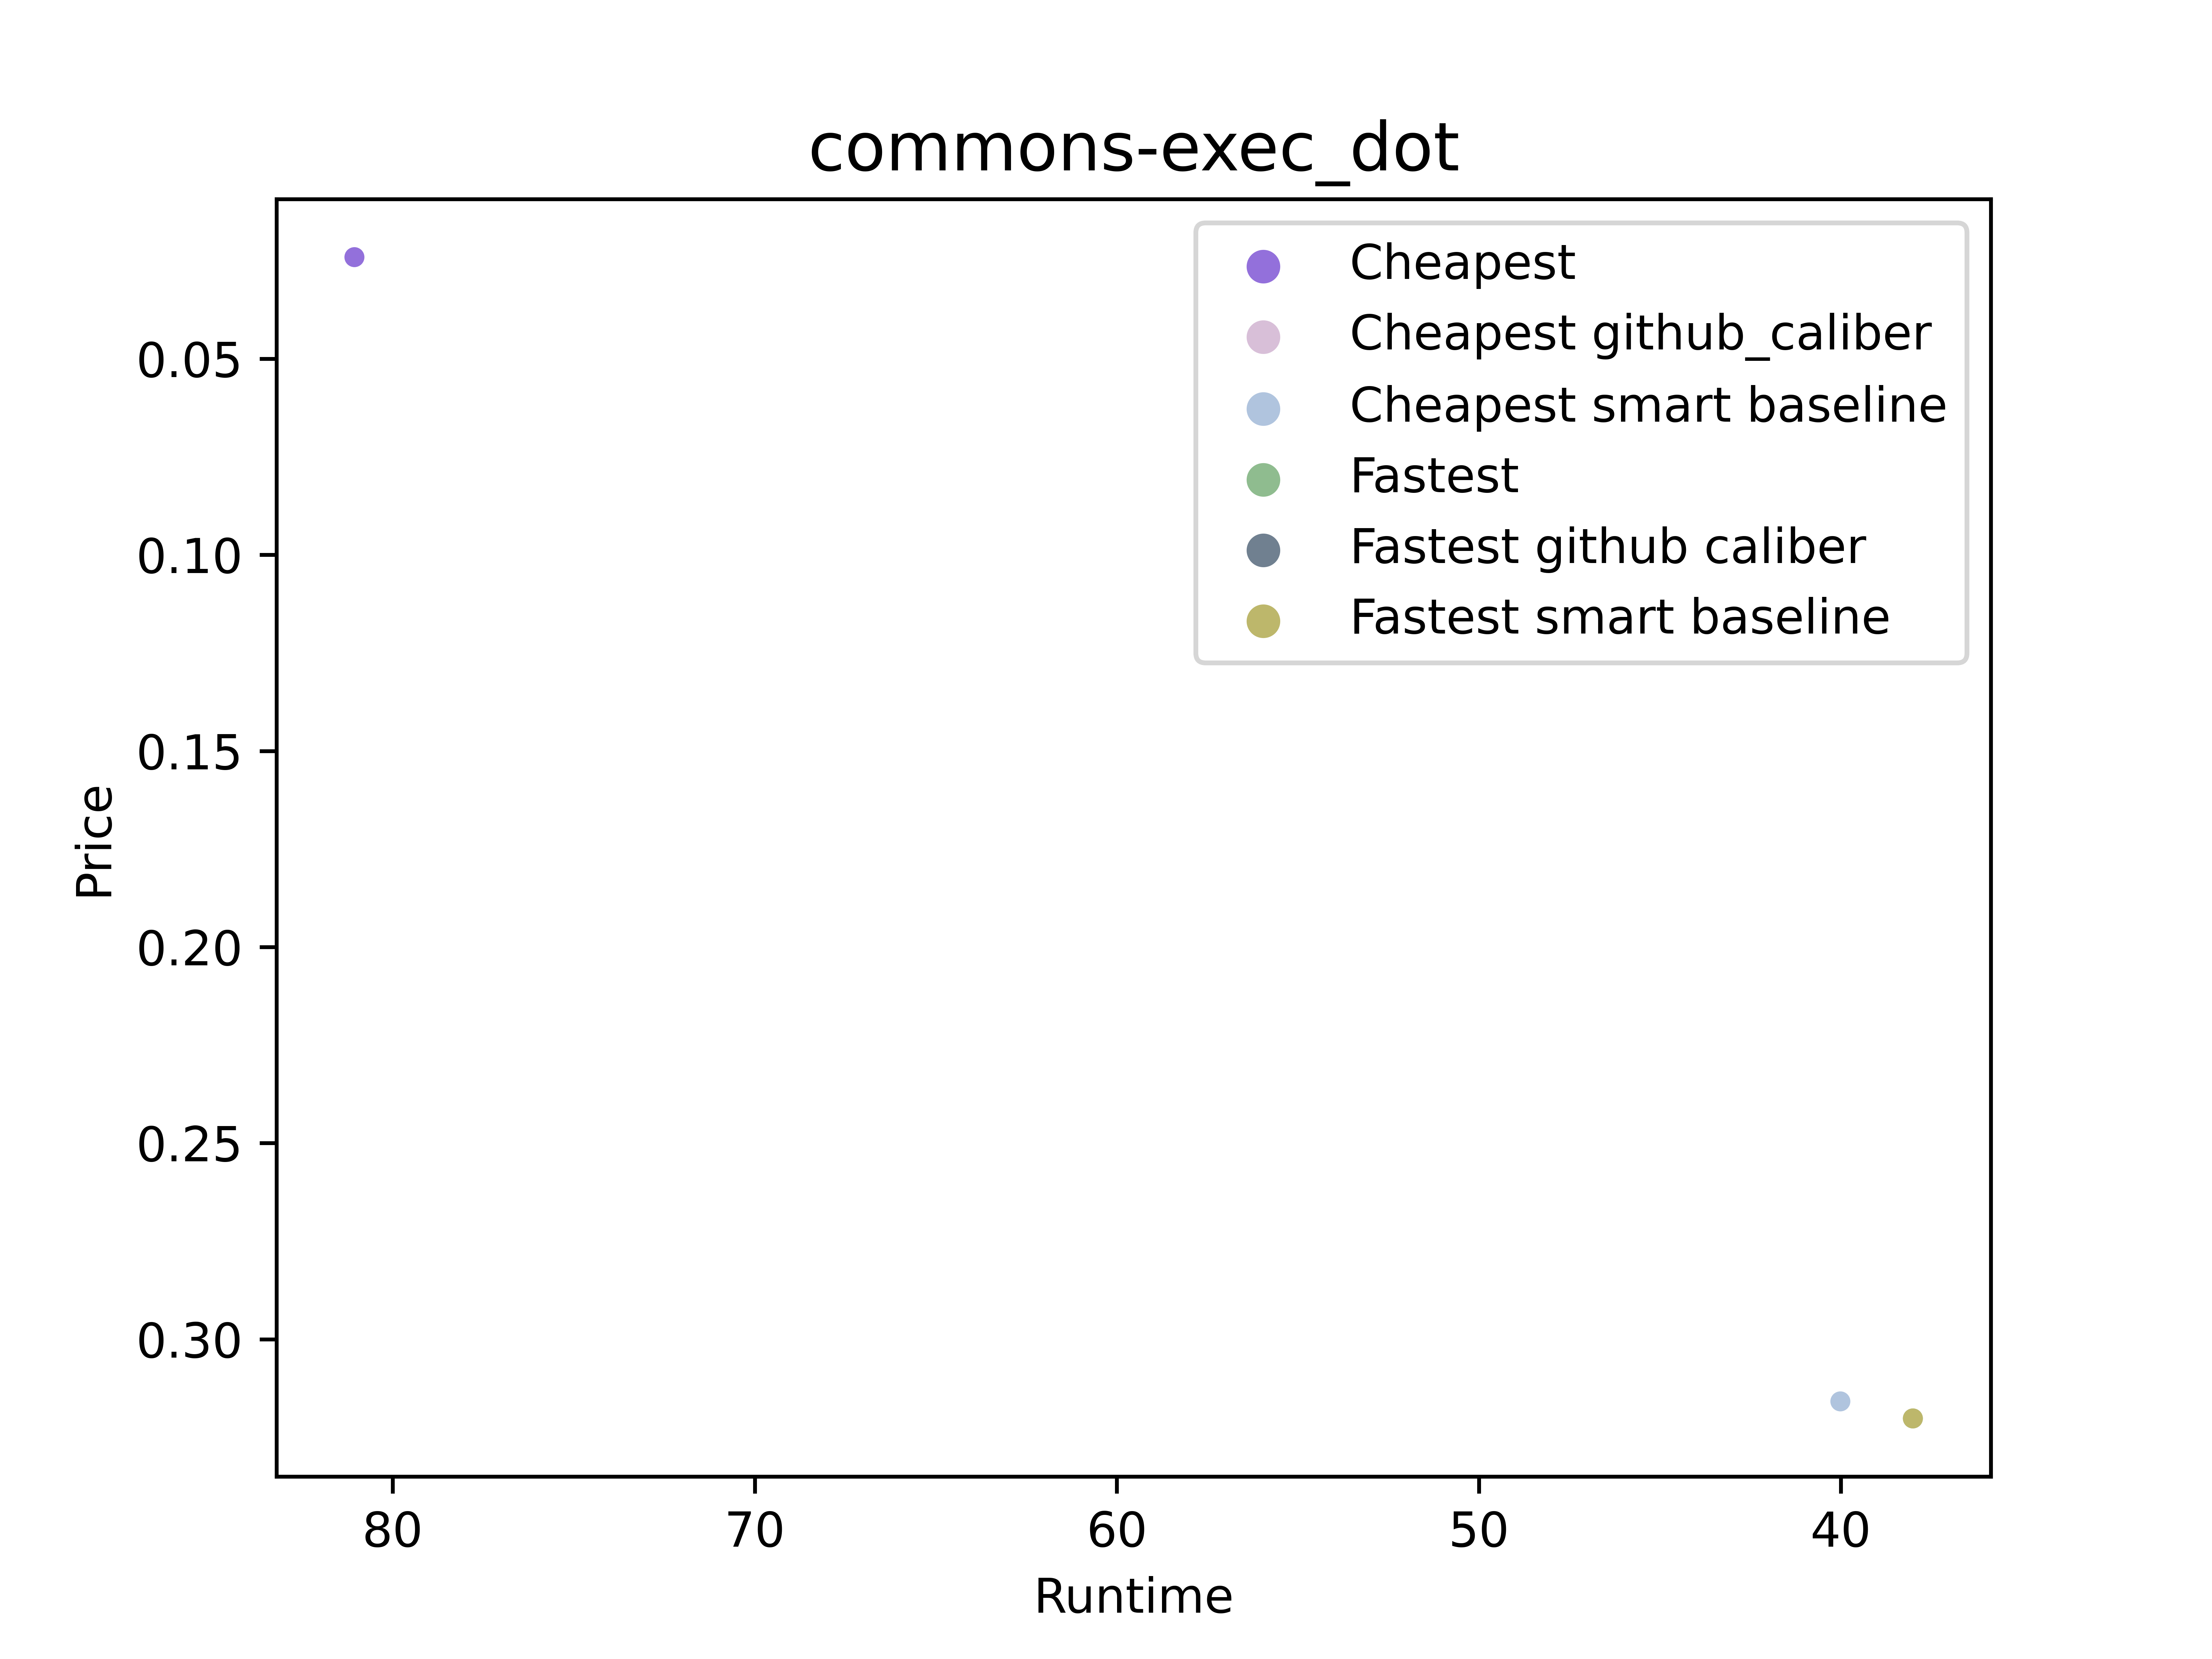 commons-exec_dot
Cheapest
Cheapest github_caliber
Cheapest smart baseline
Fastest
Fastest github caliber
Fastest smart baseline
Price
0.05
0.10
0.15
0.20
0.25
0.30
80 70 60 50 40
Runtime